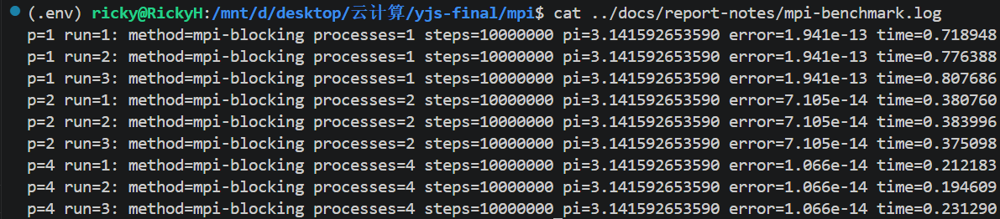 (.env) ricky@RickyH:/mnt/d/desktop/云计算/yjs-final/mpi$ cat ../docs/report-notes/mpi-benchmark.log
p=1 run=1: method=mpi-blocking processes=1 steps=10000000 pi=3.141592653590 error=1.941e-13 time=0.718948
p=1 run=2: method=mpi-blocking processes=1 steps=10000000 pi=3.141592653590 error=1.941e-13 time=0.776388
p=1 run=3: method=mpi-blocking processes=1 steps=10000000 pi=3.141592653590 error=1.941e-13 time=0.807686
p=2 run=1: method=mpi-blocking processes=2 steps=10000000 pi=3.141592653590 error=7.105e-14 time=0.380760
p=2 run=2: method=mpi-blocking processes=2 steps=10000000 pi=3.141592653590 error=7.105e-14 time=0.383996
p=2 run=3: method=mpi-blocking processes=2 steps=10000000 pi=3.141592653590 error=7.105e-14 time=0.375098
p=4 run=1: method=mpi-blocking processes=4 steps=10000000 pi=3.141592653590 error=1.066e-14 time=0.212183
p=4 run=2: method=mpi-blocking processes=4 steps=10000000 pi=3.141592653590 error=1.066e-14 time=0.194609
p=4 run=3: method=mpi-blocking processes=4 steps=10000000 pi=3.141592653590 error=1.066e-14 time=0.231290